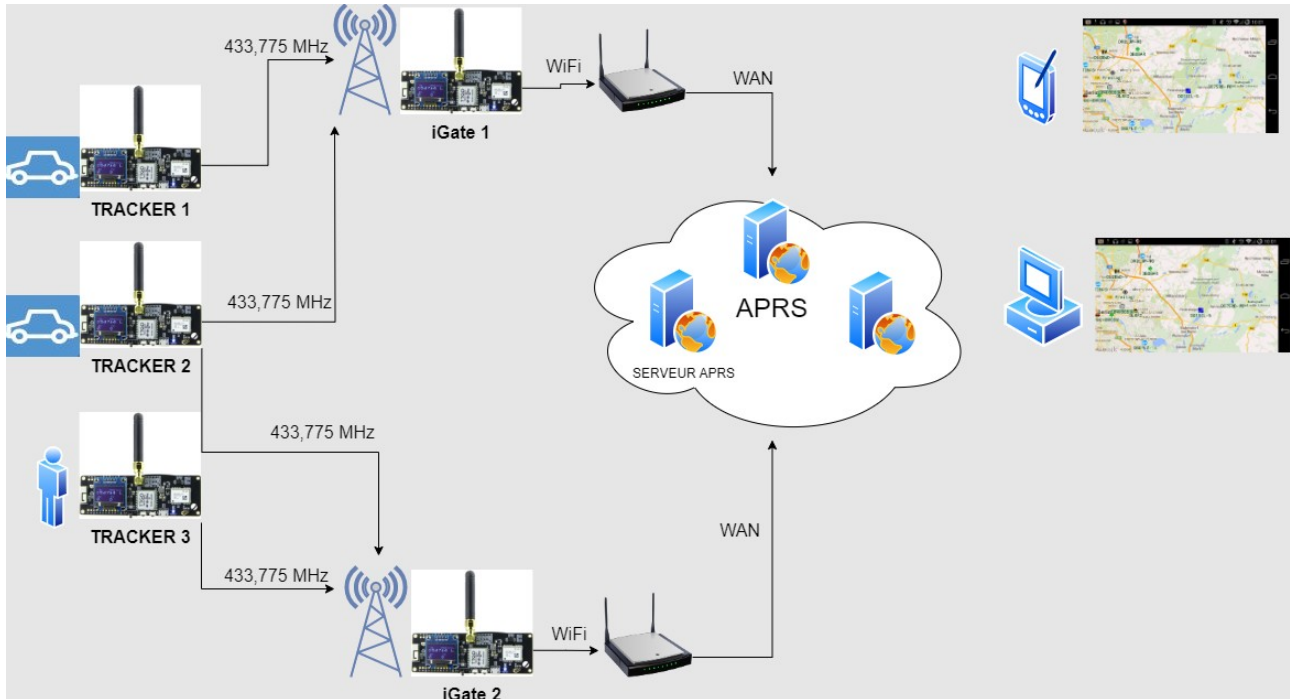 433,775 MHz
WiFi
WAN
iGate 1
TRACKER 1
433,775 MHz
TRACKER 2
APRS
SERVEUR APRS
433,775 MHz
TRACKER 3
WAN
433,775 MHz
WiFi
iGate 2